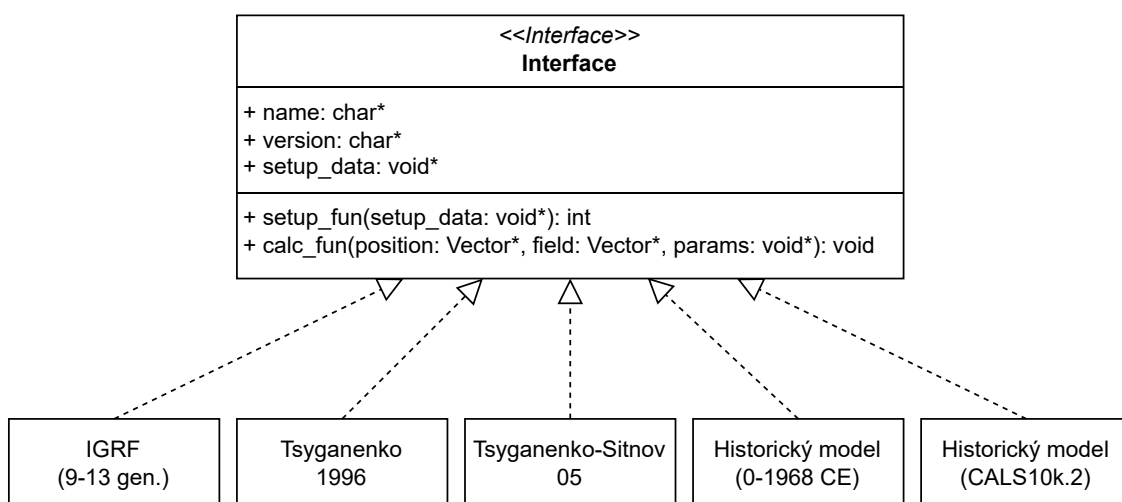 <<Interface>>
Interface
+ name: char*
+ version: char*
+ setup_data: void*
+ setup_fun(setup_data: void*): int
+ calc_fun(position: Vector*, field: Vector*, params: void*): void
IGRF
(9-13 gen.)
Tsyganenko
1996
Tsyganenko-Sitnov
05
Historický model
(0-1968 CE)
Historický model
(CALS10k.2)